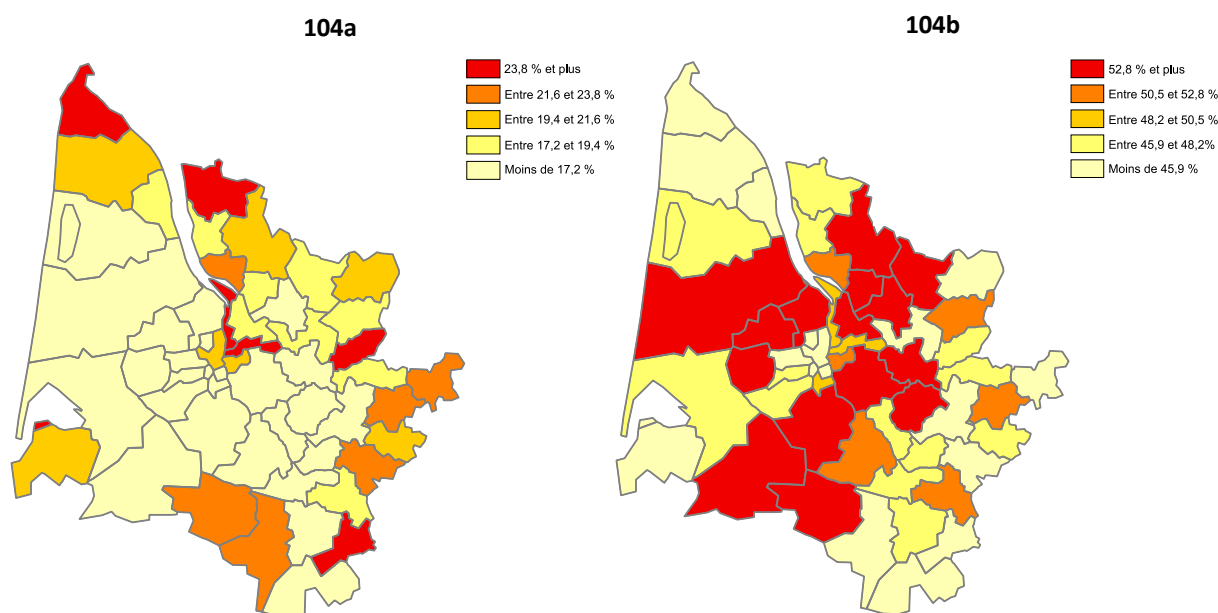 104a
23,8 % et plus
Entre 21,6 et 23,8 %
Entre 19,4 et 21,6 %
Entre 17,2 et 19,4 %
Moins de 17,2 %
104b
52,8 % et plus
Entre 50,5 et 52,8 %
Entre 48,2 et 50,5%
Entre 45,9 et 48,2%
Moins de 45,9 %